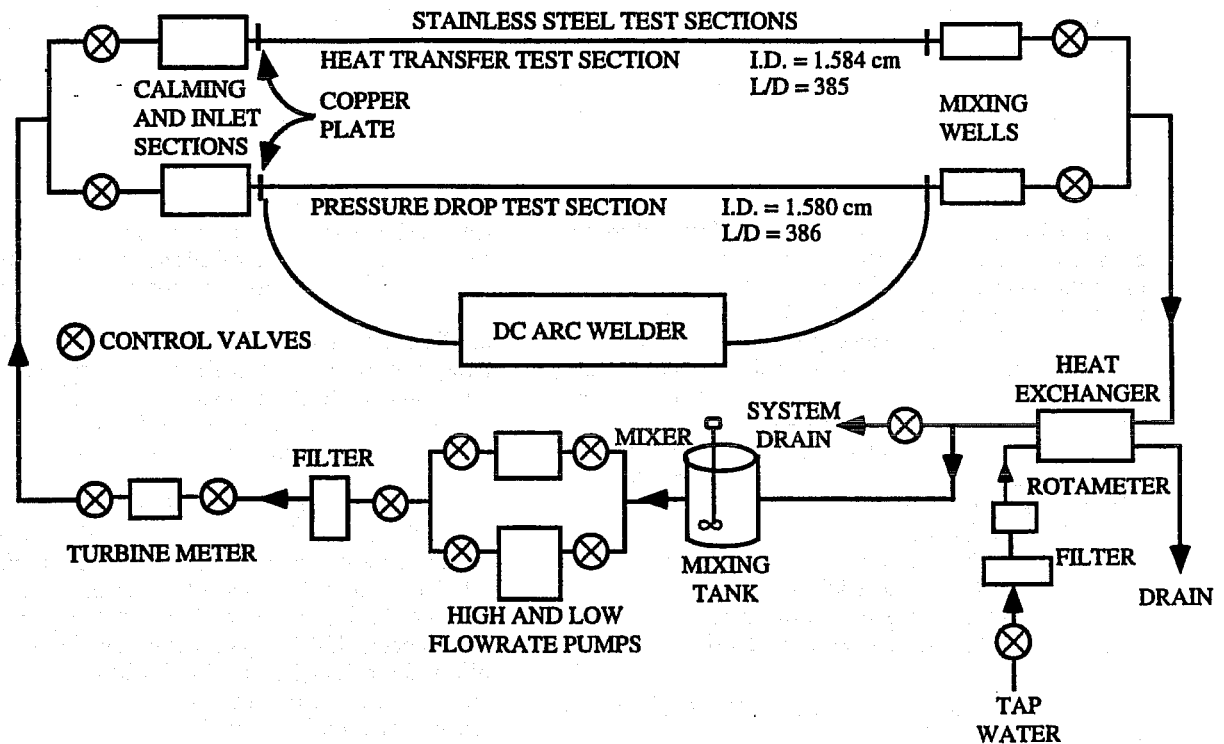 STAINLESS STEEL TEST SECTIONS
HEAT TRANSFER TEST SECTION
I.D. = 1.584 cm
L/D = 385
CALMING
AND INLET
SECTIONS
COPPER
PLATE
MIXING
WELLS
PRESSURE DROP TEST SECTION
I.D. = 1.580 cm
L/D = 386
DC ARC WELDER
CONTROL VALVES
HEAT
EXCHANGER
SYSTEM
DRAIN
MIXER
FILTER
ROTAMETER
TURBINE METER
MIXING
TANK
FILTER
DRAIN
HIGH AND LOW
FLOWRATE PUMPS
TAP
WATER